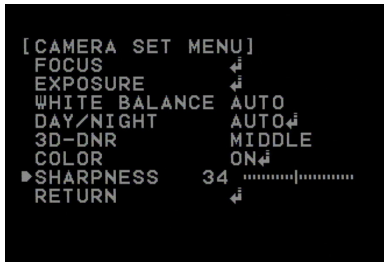 [CAMERA SET MENU]
FOCUS ↲
EXPOSURE ↲
WHITE BALANCE AUTO
DAY/NIGHT AUTO↲
3D-DNR MIDDLE
COLOR ON↲
SHARPNESS 34
RETURN ↲